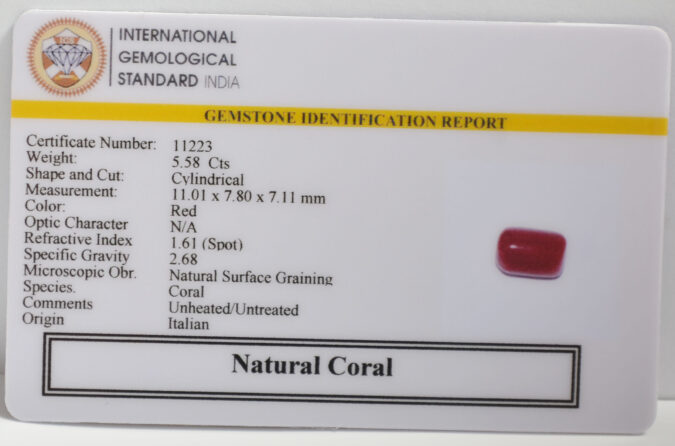 INTERNATIONAL
GEMOLOGICAL
STANDARD INDIA
GEMSTONE IDENTIFICATION REPORT
Certificate Number: 11223
Weight: 5.58 Cts
Shape and Cut: Cylindrical
Measurement: 11.01 x 7.80 x 7.11 mm
Color: Red
Optic Character N/A
Refractive Index 1.61 (Spot)
Specific Gravity 2.68
Microscopic Obr. Natural Surface Graining
Species. Coral
Comments Unheated/Untreated
Origin Italian
Natural Coral